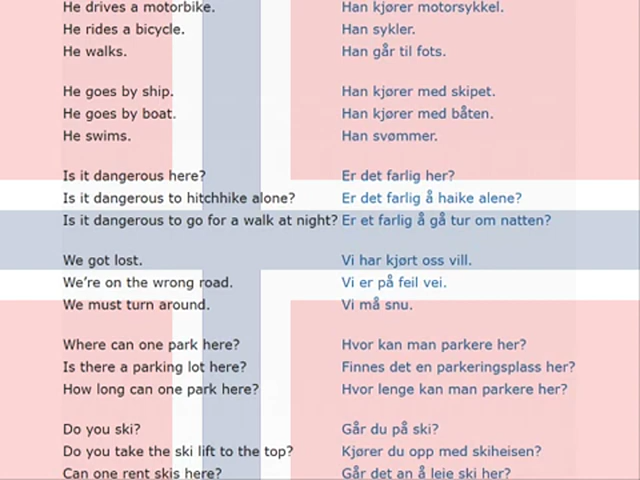 He drives a motorbike. Han kjører motorsykkel.
He rides a bicycle. Han sykler.
He walks. Han går til fots.
He goes by ship. Han kjører med skipet.
He goes by boat. Han kjører med båten.
He swims. Han svømmer.
Is it dangerous here? Er det farlig her?
Is it dangerous to hitchhike alone? Er det farlig å haike alene?
Is it dangerous to go for a walk at night? Er et farlig å gå tur om natten?
We got lost. Vi har kjørt oss vill.
We’re on the wrong road. Vi er på feil vei.
We must turn around. Vi må snu.
Where can one park here? Hvor kan man parkere her?
Is there a parking lot here? Finnes det en parkeringsplass her?
How long can one park here? Hvor lenge kan man parkere her?
Do you ski? Går du på ski?
Do you take the ski lift to the top? Kjører du opp med skiheisen?
Can one rent skis here? Går det an å leie ski her?